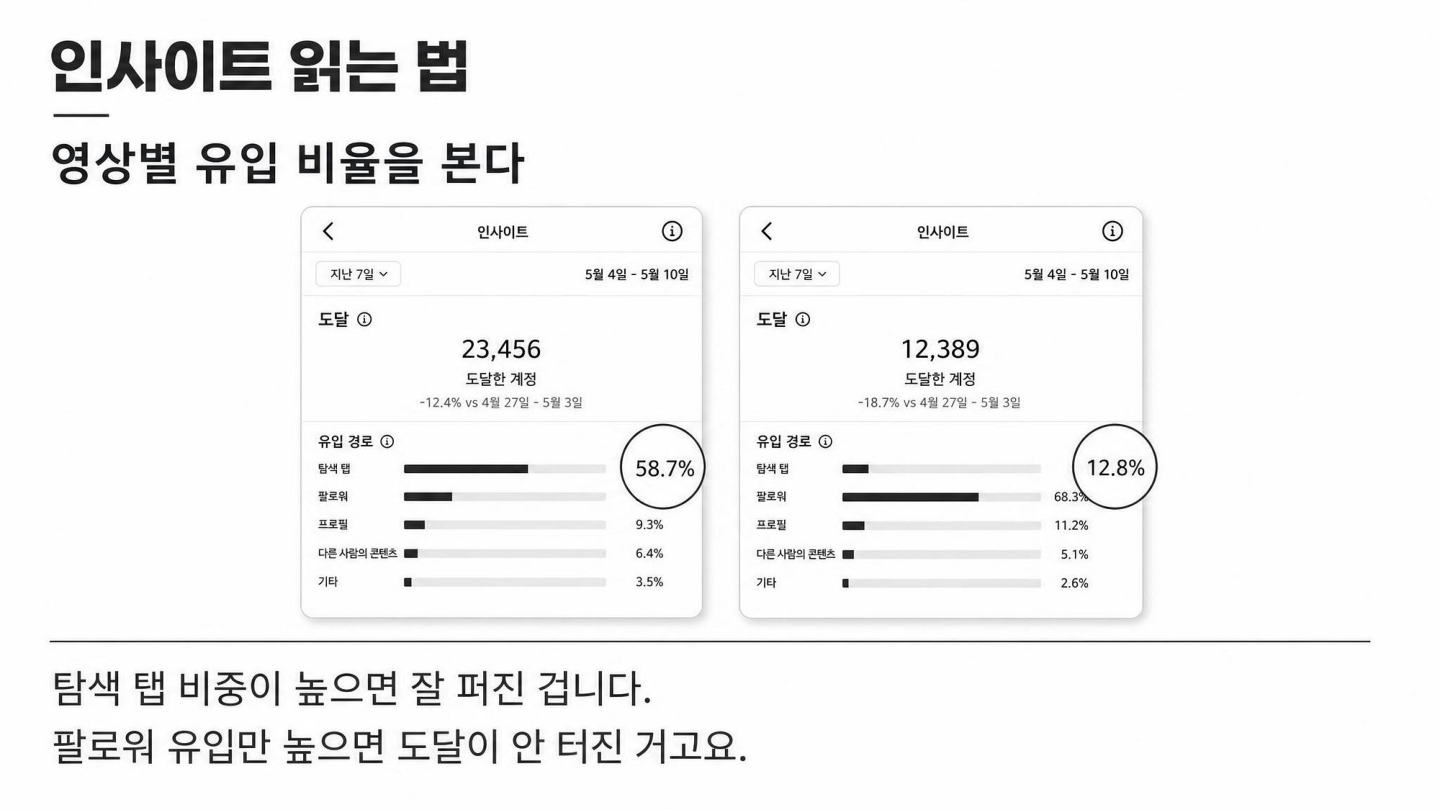 인사이트 읽는 법
영상별 유입 비율을 본다
인사이트
지난 7일
5월 4일 - 5월 10일
도달
23,456
도달한 계정
-12.4% vs 4월 27일 - 5월 3일
유입 경로
탐색 탭 58.7%
팔로워
프로필 9.3%
다른 사람의 콘텐츠 6.4%
기타 3.5%
인사이트
지난 7일
5월 4일 - 5월 10일
도달
12,389
도달한 계정
-18.7% vs 4월 27일 - 5월 3일
유입 경로
탐색 탭 12.8%
팔로워 68.3%
프로필 11.2%
다른 사람의 콘텐츠 5.1%
기타 2.6%
탐색 탭 비중이 높으면 잘 퍼진 겁니다.
팔로워 유입만 높으면 도달이 안 터진 거고요.